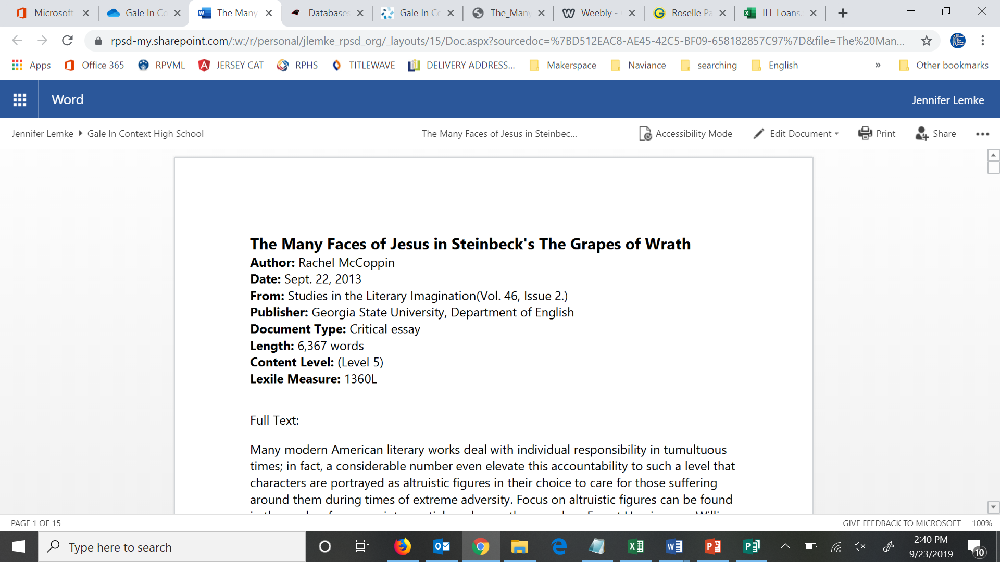 Microsoft
Gale In Co
The Many
Databases
Gale In Co
The_Many
Weebly -
Roselle Pa
ILL Loans.
rpsd-my.sharepoint.com/:w:/r/personal/jlemke_rpsd_org/_layouts/15/Doc.aspx?sourcedoc=%7BD512EAC8-AE45-42C5-BF09-658182857C97%7D&file=The%20Man...
Apps
Office 365
RPVML
JERSEY CAT
RPHS
TITLEWAVE
DELIVERY ADDRESS...
Makerspace
Naviance
searching
English
»
Other bookmarks
Word
Jennifer Lemke
Jennifer Lemke
Gale In Context High School
The Many Faces of Jesus in Steinbec...
Accessibility Mode
Edit Document
Print
Share
The Many Faces of Jesus in Steinbeck's The Grapes of Wrath
Author: Rachel McCoppin
Date: Sept. 22, 2013
From: Studies in the Literary Imagination(Vol. 46, Issue 2.)
Publisher: Georgia State University, Department of English
Document Type: Critical essay
Length: 6,367 words
Content Level: (Level 5)
Lexile Measure: 1360L
Full Text:
Many modern American literary works deal with individual responsibility in tumultuous
times; in fact, a considerable number even elevate this accountability to such a level that
characters are portrayed as altruistic figures in their choice to care for those suffering
around them during times of extreme adversity. Focus on altruistic figures can be found
PAGE 1 OF 15
GIVE FEEDBACK TO MICROSOFT
100%
Type here to search
2:40 PM
9/23/2019
10